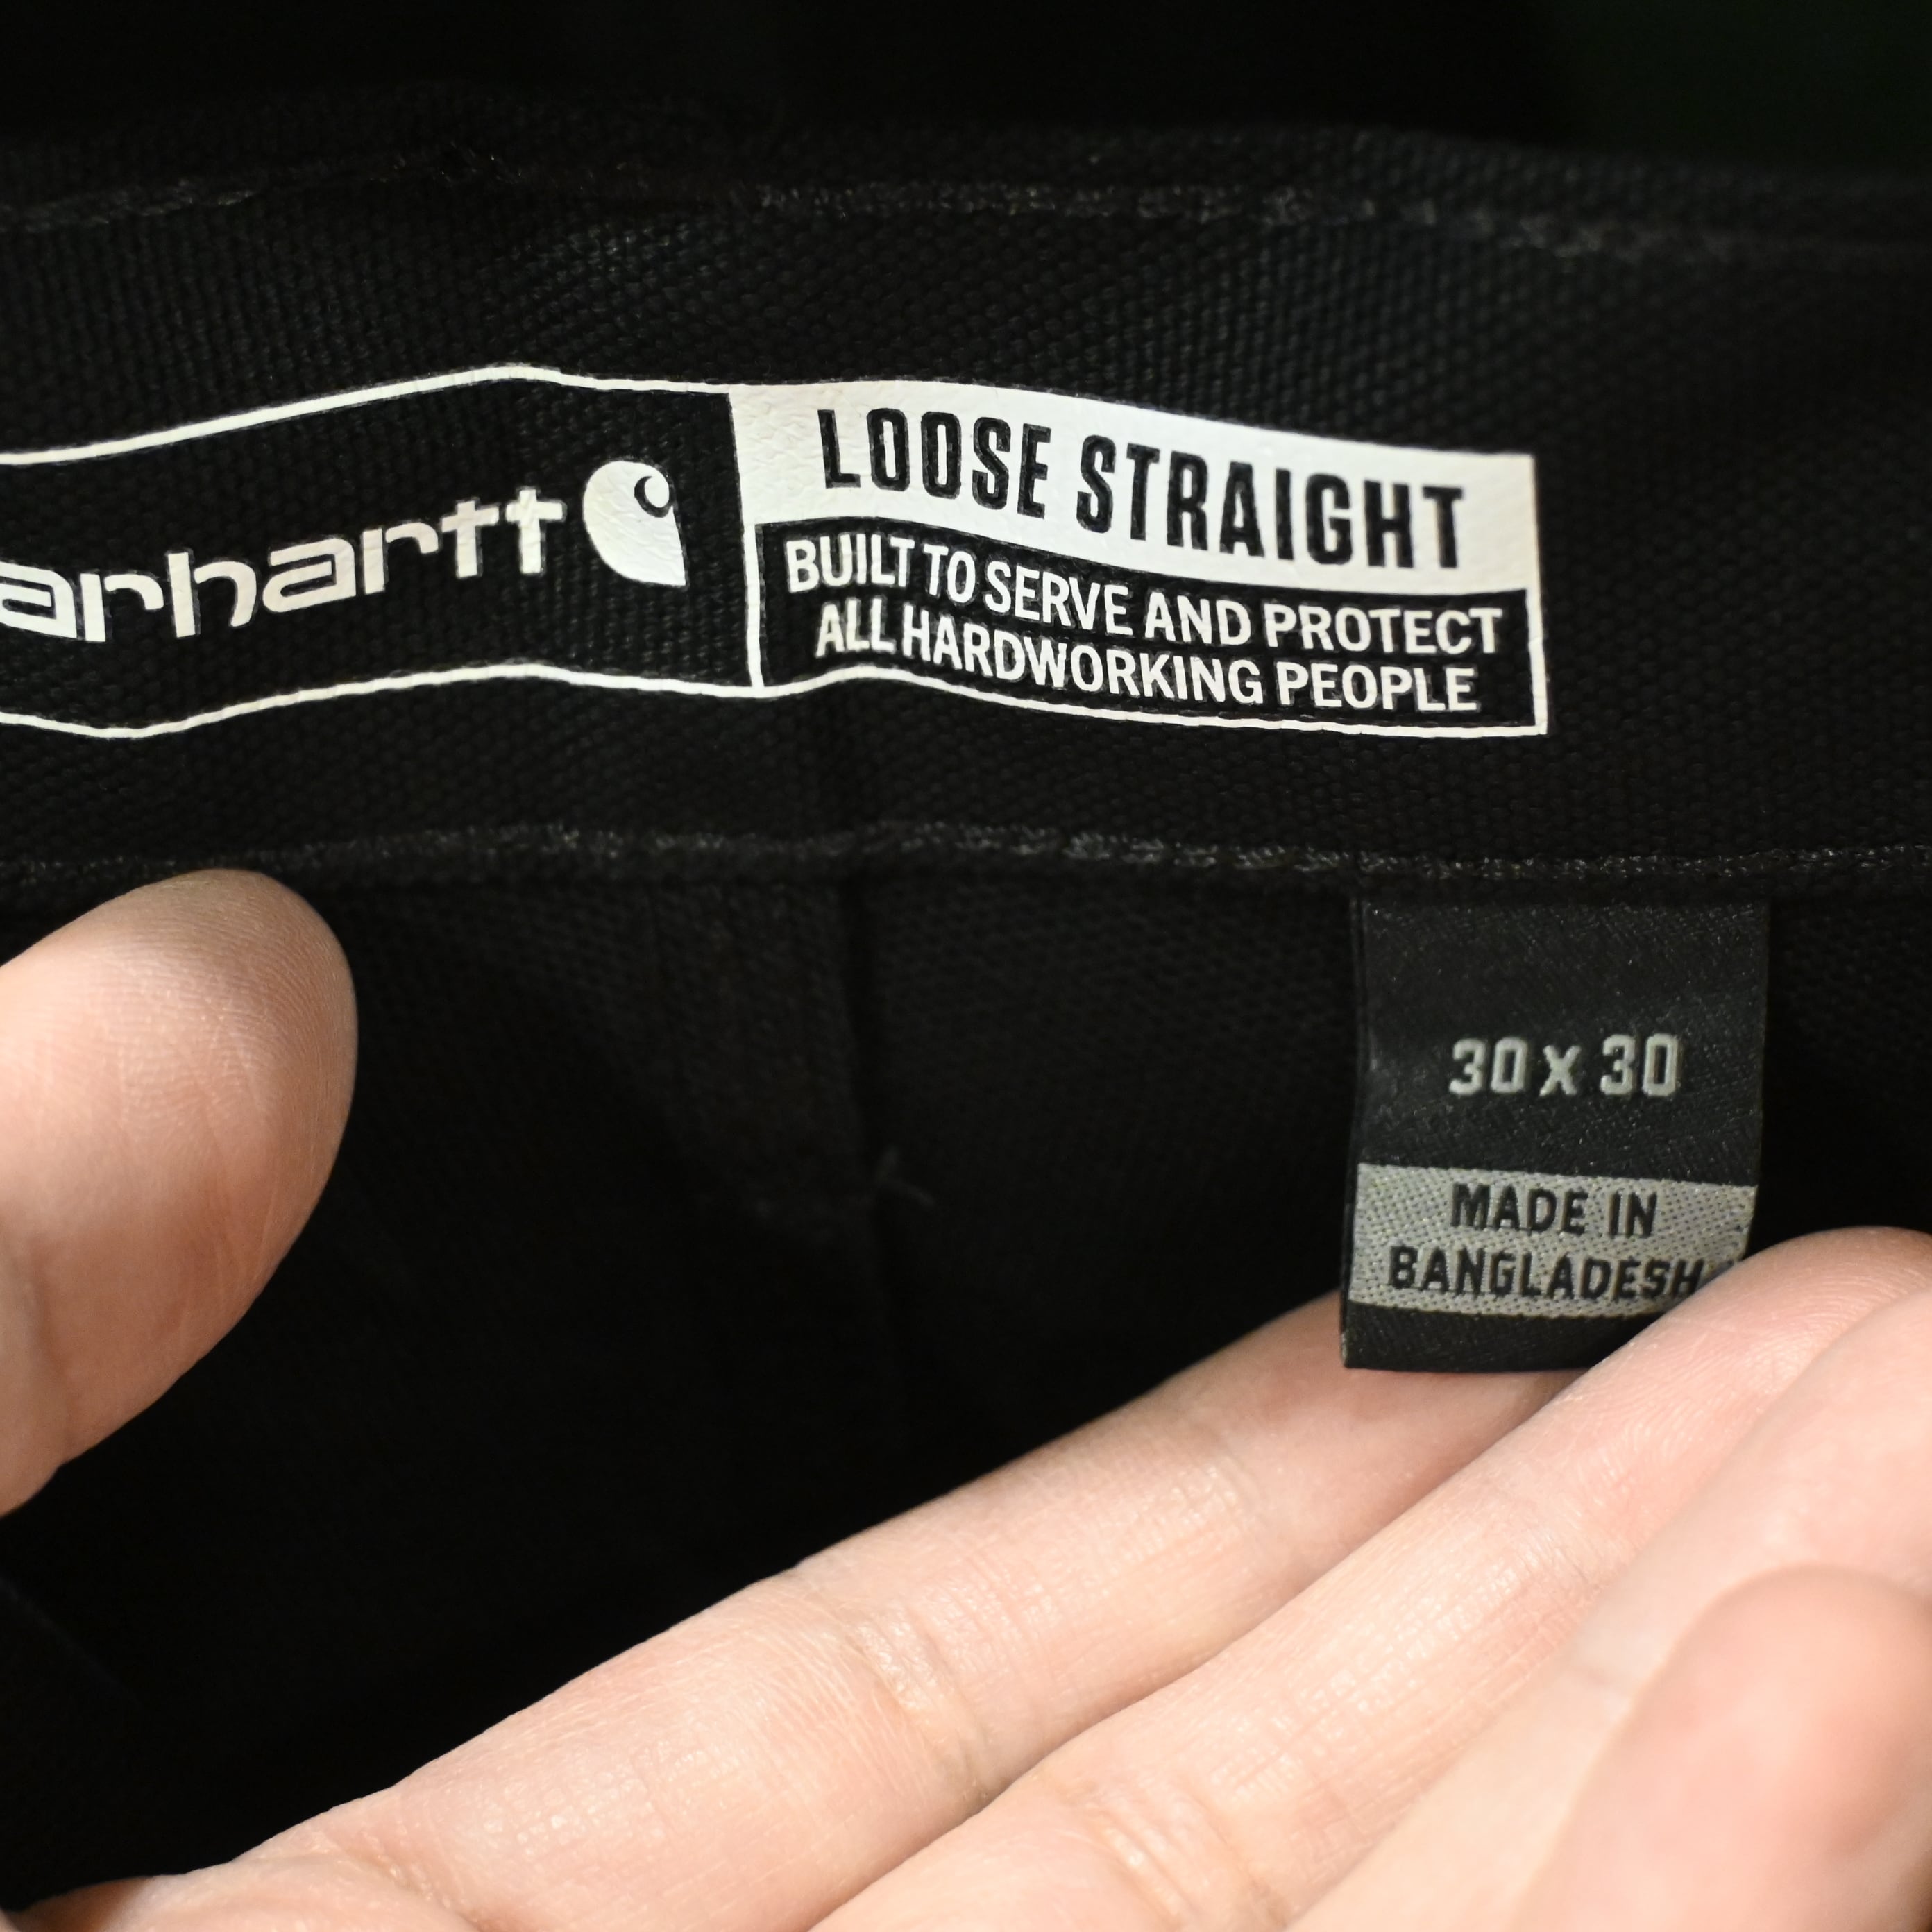 arhartt
LOOSE STRAIGHT
BUILT TO SERVE AND PROTECT
ALL HARDWORKING PEOPLE
30 x 30
MADE IN
BANGLADESH